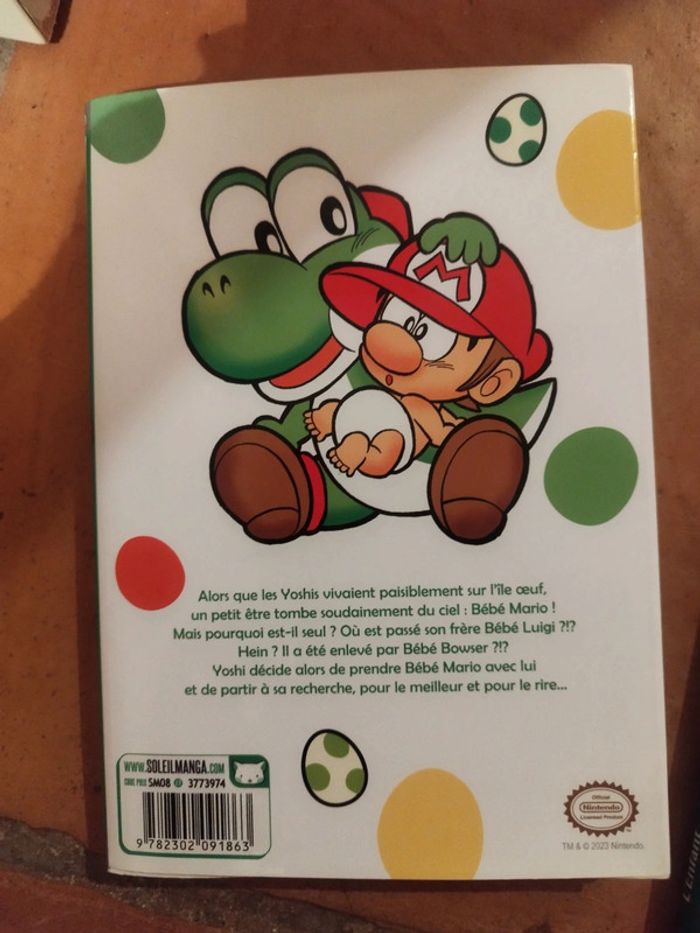 M
Alors que les Yoshis vivaient paisiblement sur l'île œuf,
un petit être tombe soudainement du ciel : Bébé Mario !
Mais pourquoi est-il seul ? Où est passé son frère Bébé Luigi ?!?
Hein ? Il a été enlevé par Bébé Bowser ?!?
Yoshi décide alors de prendre Bébé Mario avec lui
et de partir à sa recherche, pour le meilleur et pour le rire...
WWW.SOLEILMANGA.COM
CODE PRIX SM08 3773974
9 782302 091863
Official
Nintendo
Licensed Product
TM & © 2023 Nintendo.